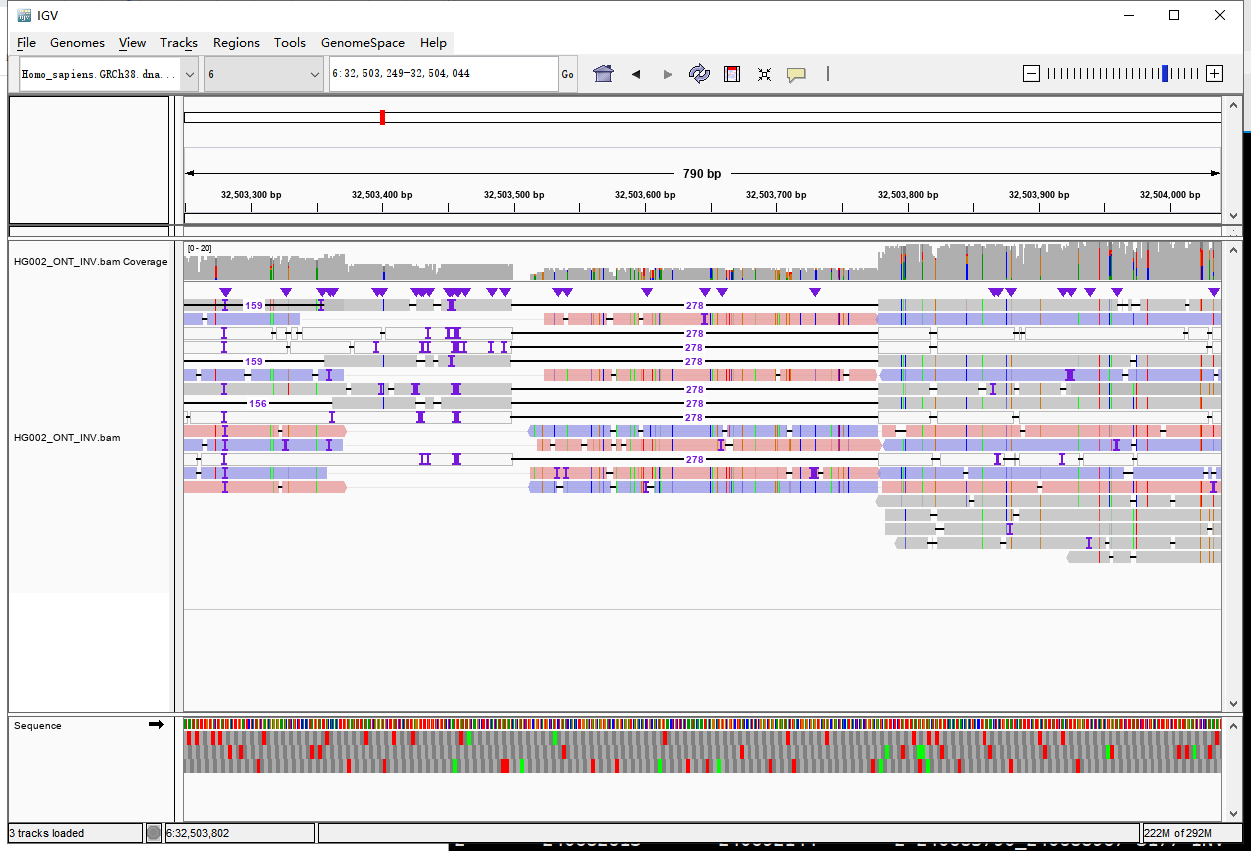 IGV
File Genomes View Tracks Regions Tools GenomeSpace Help
Homo_sapiens.GRCh38.dna... 6 6:32,503,249-32,504,044 Go
790 bp
32,503,300 bp 32,503,400 bp 32,503,500 bp 32,503,600 bp 32,503,700 bp 32,503,800 bp 32,503,900 bp 32,504,000 bp
[0 - 20]
HG002_ONT_INV.bam Coverage
159 278
278
278
159 278
278
156 278
278
HG002_ONT_INV.bam
278
Sequence
3 tracks loaded 6:32,503,802 222M of 292M